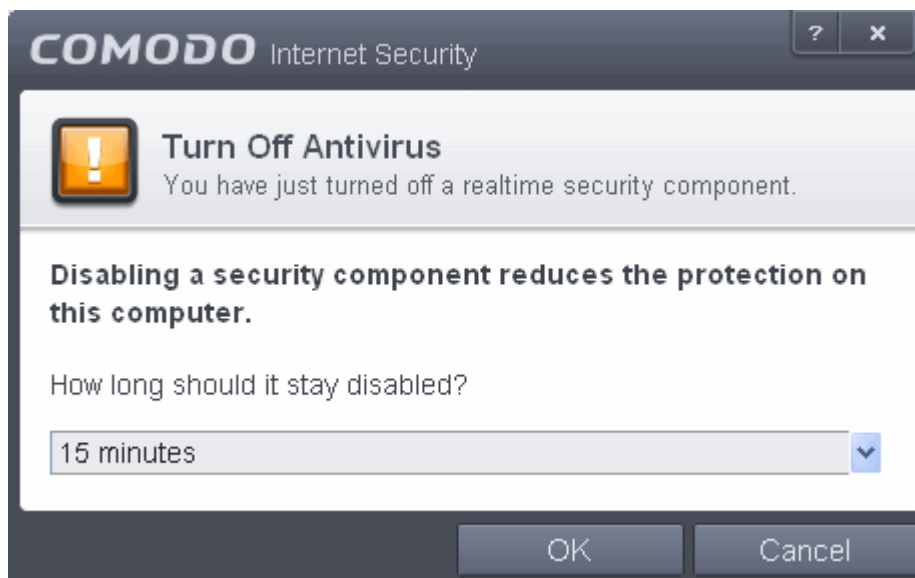 COMODO Internet Security
? x
Turn Off Antivirus
You have just turned off a realtime security component.
Disabling a security component reduces the protection on
this computer.
How long should it stay disabled?
15 minutes
OK Cancel